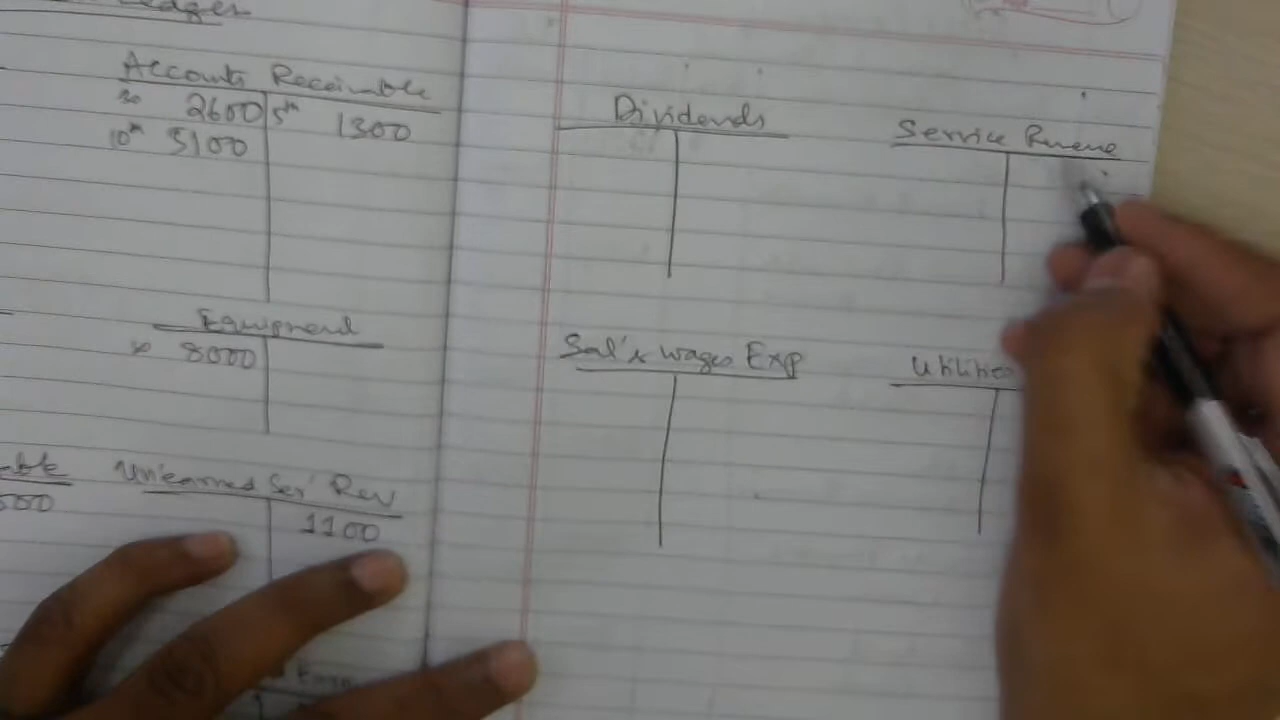 Accounts Receivable
30 2600 5th 1300
10th 5100
Equipment
8000
Unearned Ser' Rev
1100
Dividends
Service Revenue
Sal's Wages Exp
Utilities